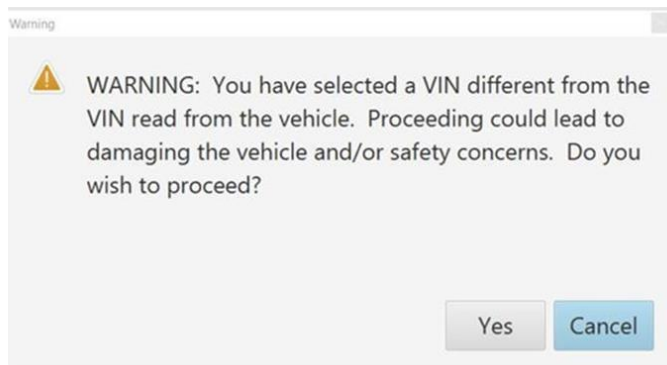 Warning
WARNING: You have selected a VIN different from the
VIN read from the vehicle. Proceeding could lead to
damaging the vehicle and/or safety concerns. Do you
wish to proceed?
Yes
Cancel